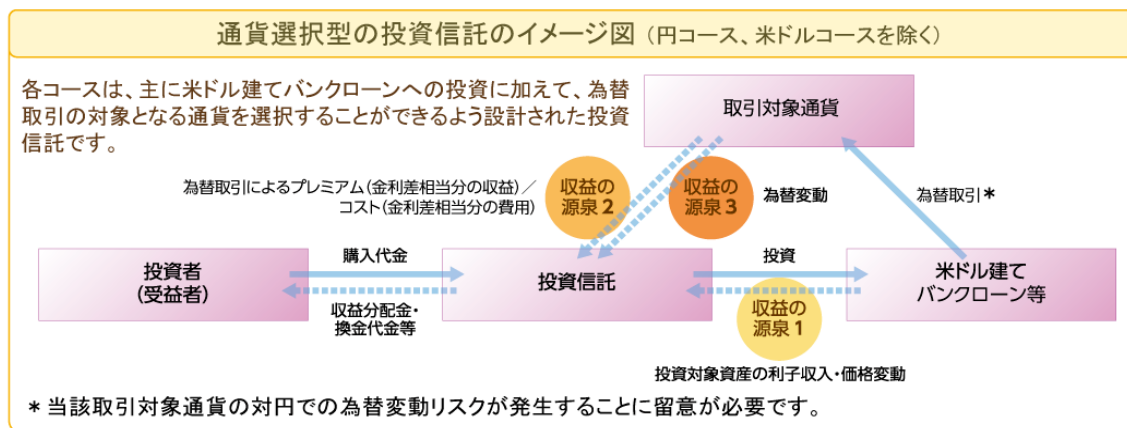 通貨選択型の投資信託のイメージ図（円コース、米ドルコースを除く）
各コースは、主に米ドル建てバンクローンへの投資に加えて、為替
取引の対象となる通貨を選択することができるよう設計された投資
信託です。
取引対象通貨
為替取引によるプレミアム（金利差相当分の収益）／
コスト（金利差相当分の費用）
収益の
源泉2
収益の
源泉3
為替変動
為替取引＊
投資者
（受益者）
購入代金
収益分配金・
換金代金等
投資信託
投資
収益の
源泉1
米ドル建て
バンクローン等
投資対象資産の利子収入・価格変動
＊当該取引対象通貨の対円での為替変動リスクが発生することに留意が必要です。